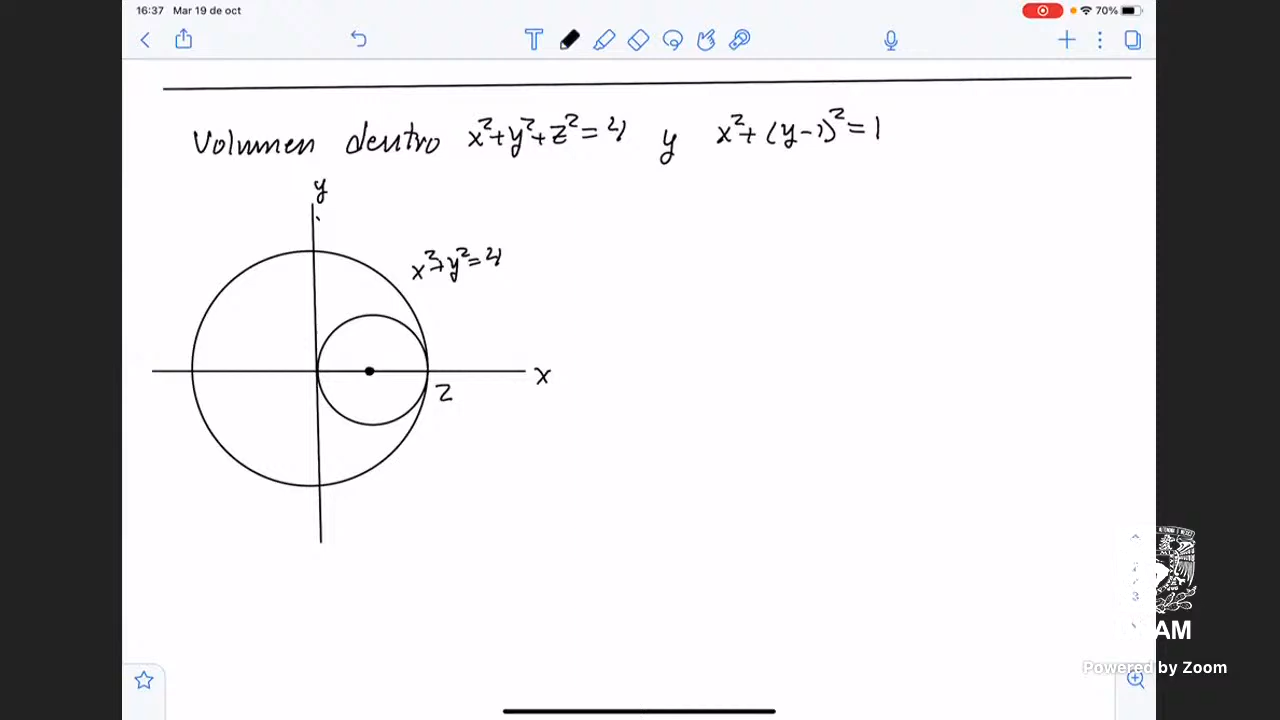 16:37 Mar 19 de oct 70%
Volumen dentro x²+y²+z²=4 y x²+(y-1)²=1
y
x²+y²=4
x
2
AM
Powered by Zoom